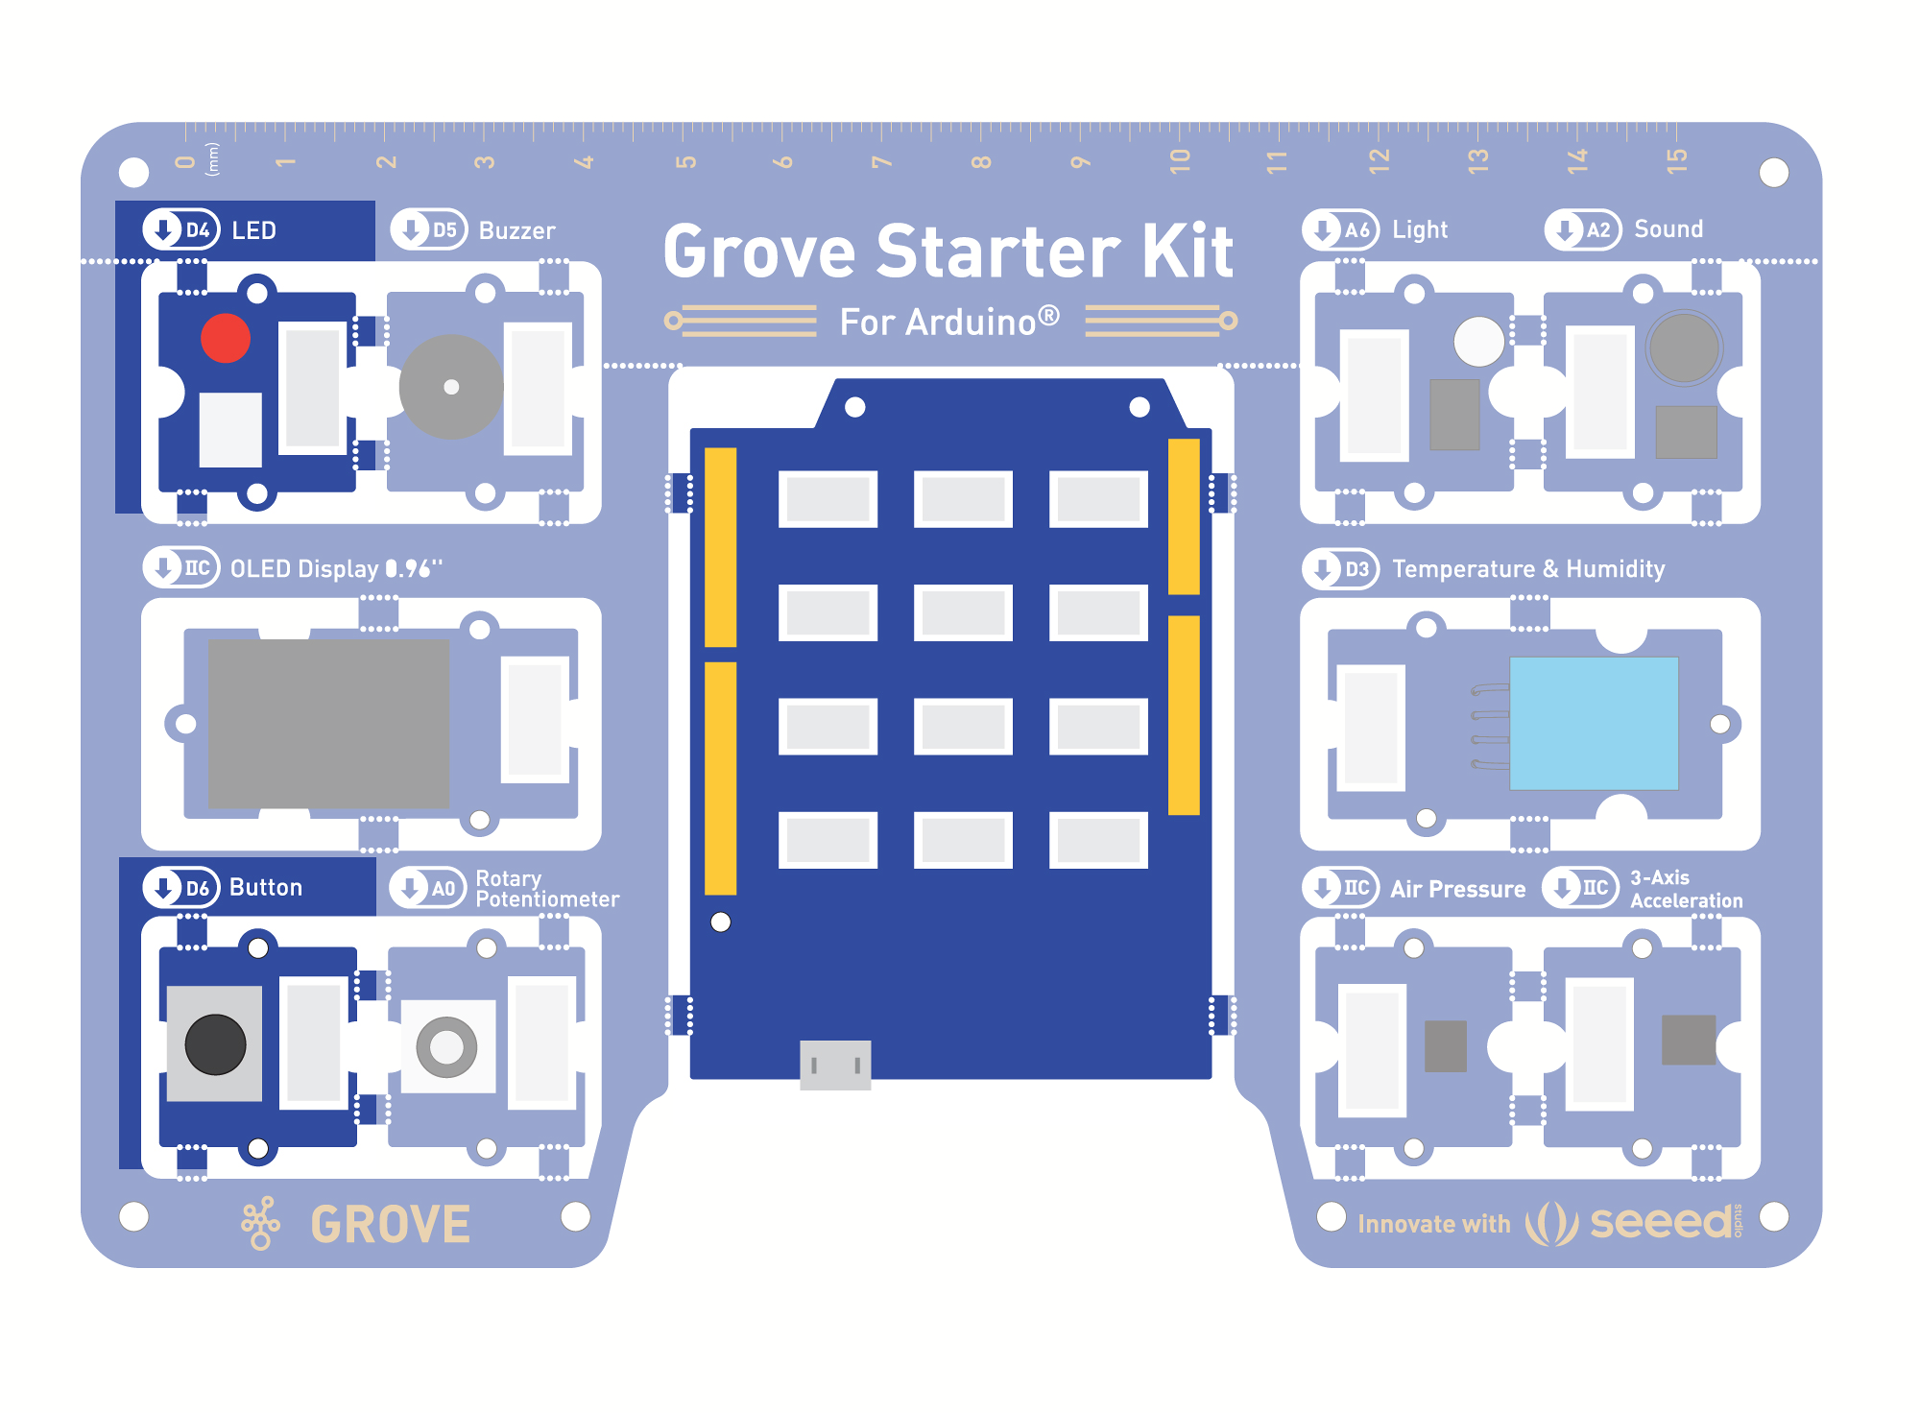 0 1 2 3 4 5 6 7 8 9 10 11 12 13 14 15
(mm)
D4 LED
D5 Buzzer
Grove Starter Kit
For Arduino®
A6 Light
A2 Sound
IIC OLED Display 0.96''
D3 Temperature & Humidity
D6 Button
A0 Rotary
Potentiometer
IIC Air Pressure
IIC 3-Axis
Acceleration
GROVE
Innovate with seeed studio